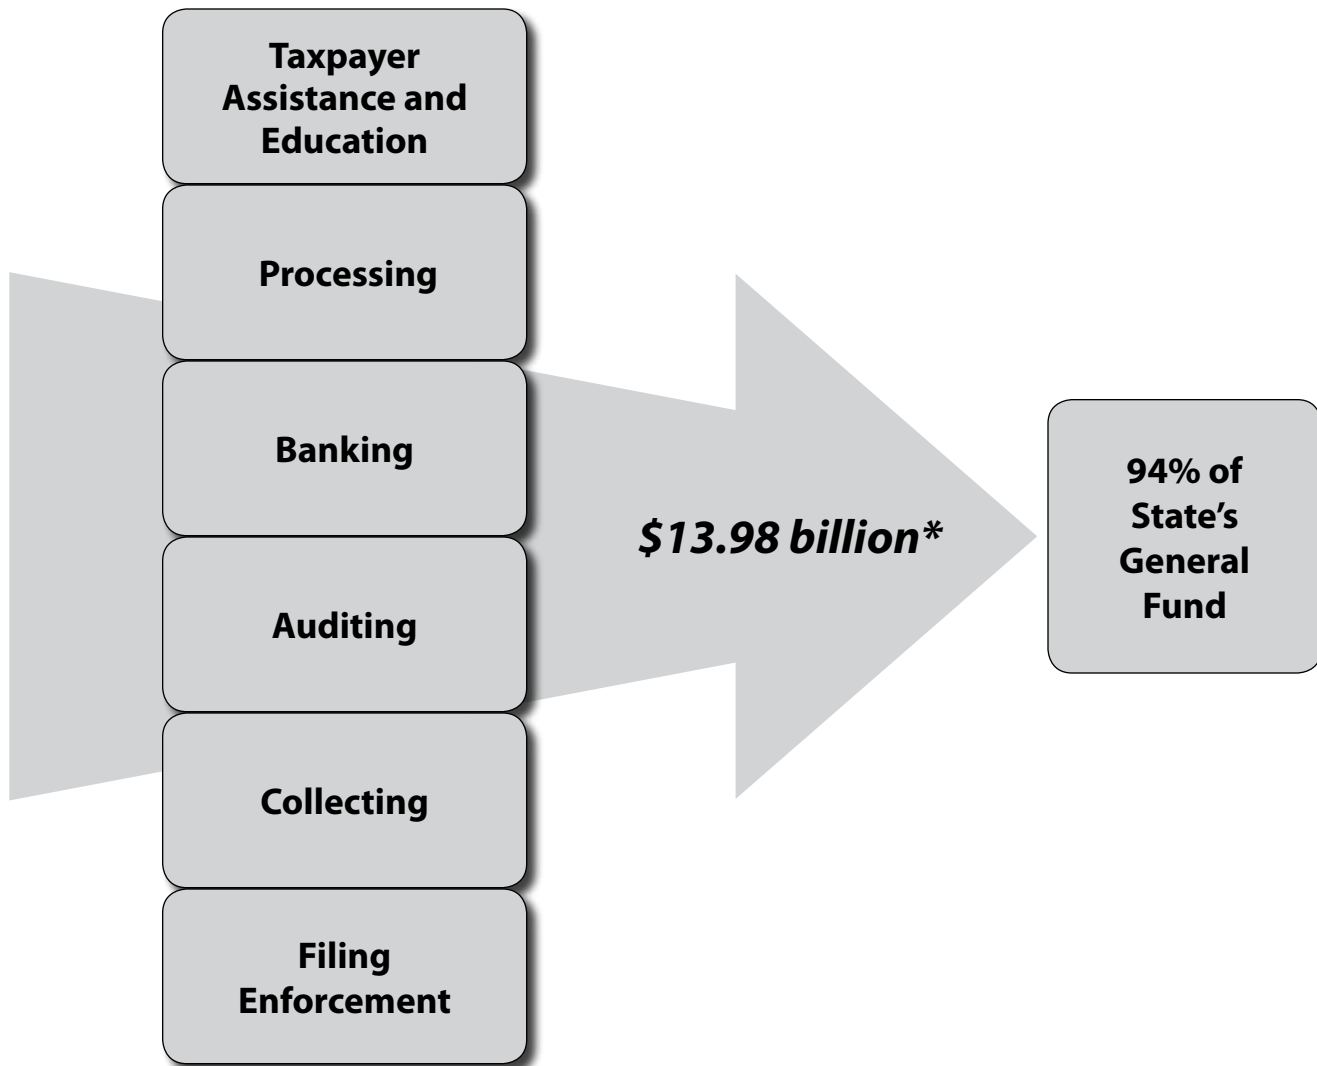 Taxpayer
Assistance and
Education
Processing
Banking
Auditing
Collecting
Filing
Enforcement
$13.98 billion*
94% of
State’s
General
Fund